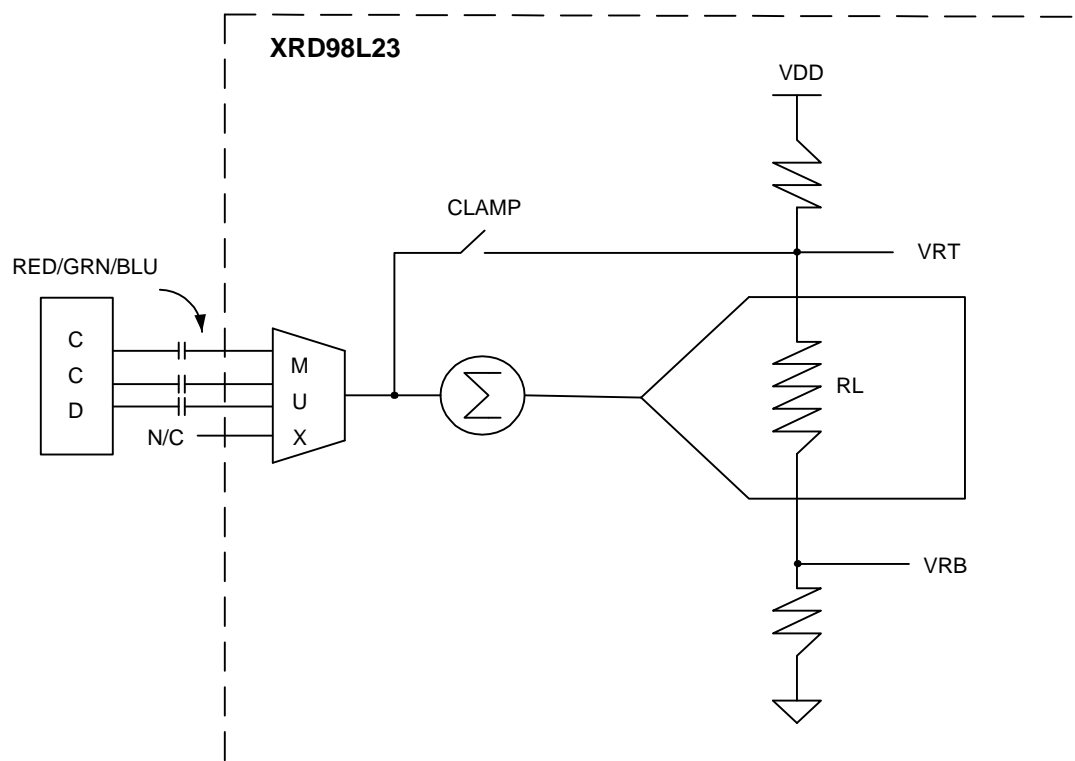 XRD98L23
VDD
CLAMP
VRT
RED/GRN/BLU
C
C
D
M
U
X
N/C
Σ
RL
VRB